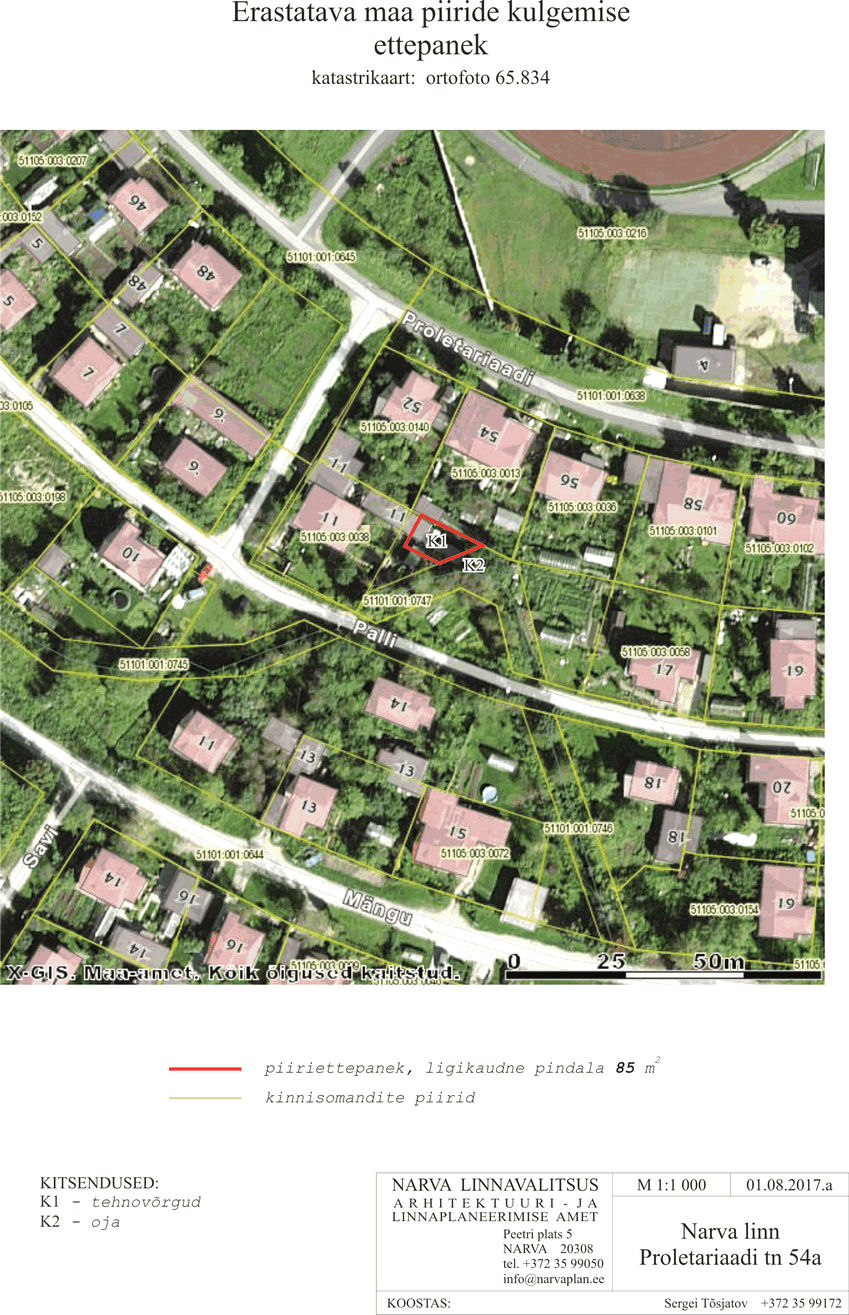 Erastatava maa piiride kulgemise
ettepanek
katastrikaart: ortofoto 65.834
51105:003:0207
46
:003:0152
5
51105:003:0216
51101:001:0645
48
48
5
7
Proletariaadi
7
4
51101:001:0638
3:0105
9
52
51105:003:0140
54
11
51105:003:0013
9
56
58
51105:003:0198
51105:003:0036
60
11
11
51105:003:0101
51105:003:0038
K1
51105:003:0102
10
K2
51101:001:0747
Palli
51105:003:0058
51101:001:0745
17
19
14
11
13
13
18
20
13
15
51105:0
51101:001:0746
18
Savi
51101:001:0644
51105:003:0072
14
16
Mängu
51105:003:0154
19
14
16
X-GIS. Maa-amet. Kõik õigused kaitstud.
0 25 50m
51105:0
piiriettepanek, ligikaudne pindala 85 m²
kinnisomandite piirid
KITSENDUSED:
K1 - tehnovõrgud
K2 - oja
NARVA LINNAVALITSUS
ARHITEKTUURI-JA
LINNAPLANEERIMISE AMET
Peetri plats 5
NARVA 20308
tel. +372 35 99050
info@narvaplan.ee
M 1:1 000
01.08.2017.a
Narva linn
Proletariaadi tn 54a
KOOSTAS:
Sergei Tõsjatov +372 35 99172